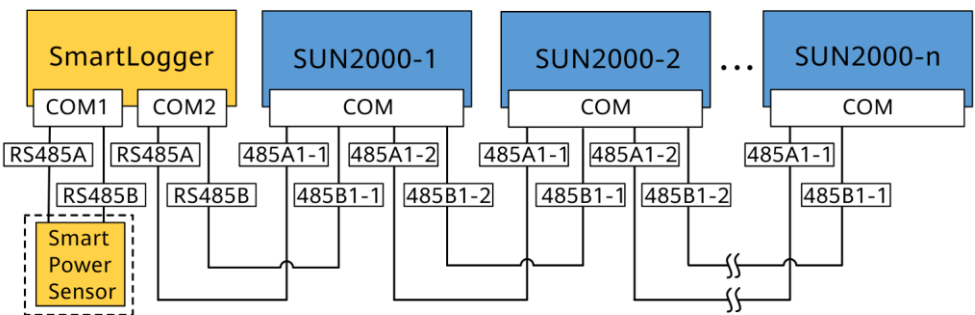 SmartLogger
SUN2000-1
SUN2000-2
...
SUN2000-n
COM1
COM2
COM
COM
COM
RS485A
RS485A
485A1-1
485A1-2
485A1-1
485A1-2
485A1-1
RS485B
RS485B
485B1-1
485B1-2
485B1-1
485B1-2
485B1-1
Smart
Power
Sensor